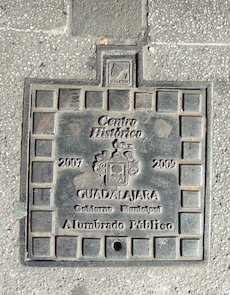 Centro
Histórico
2007 2009
GUADALAJARA
Gobierno Municipal
Alumbrado Público